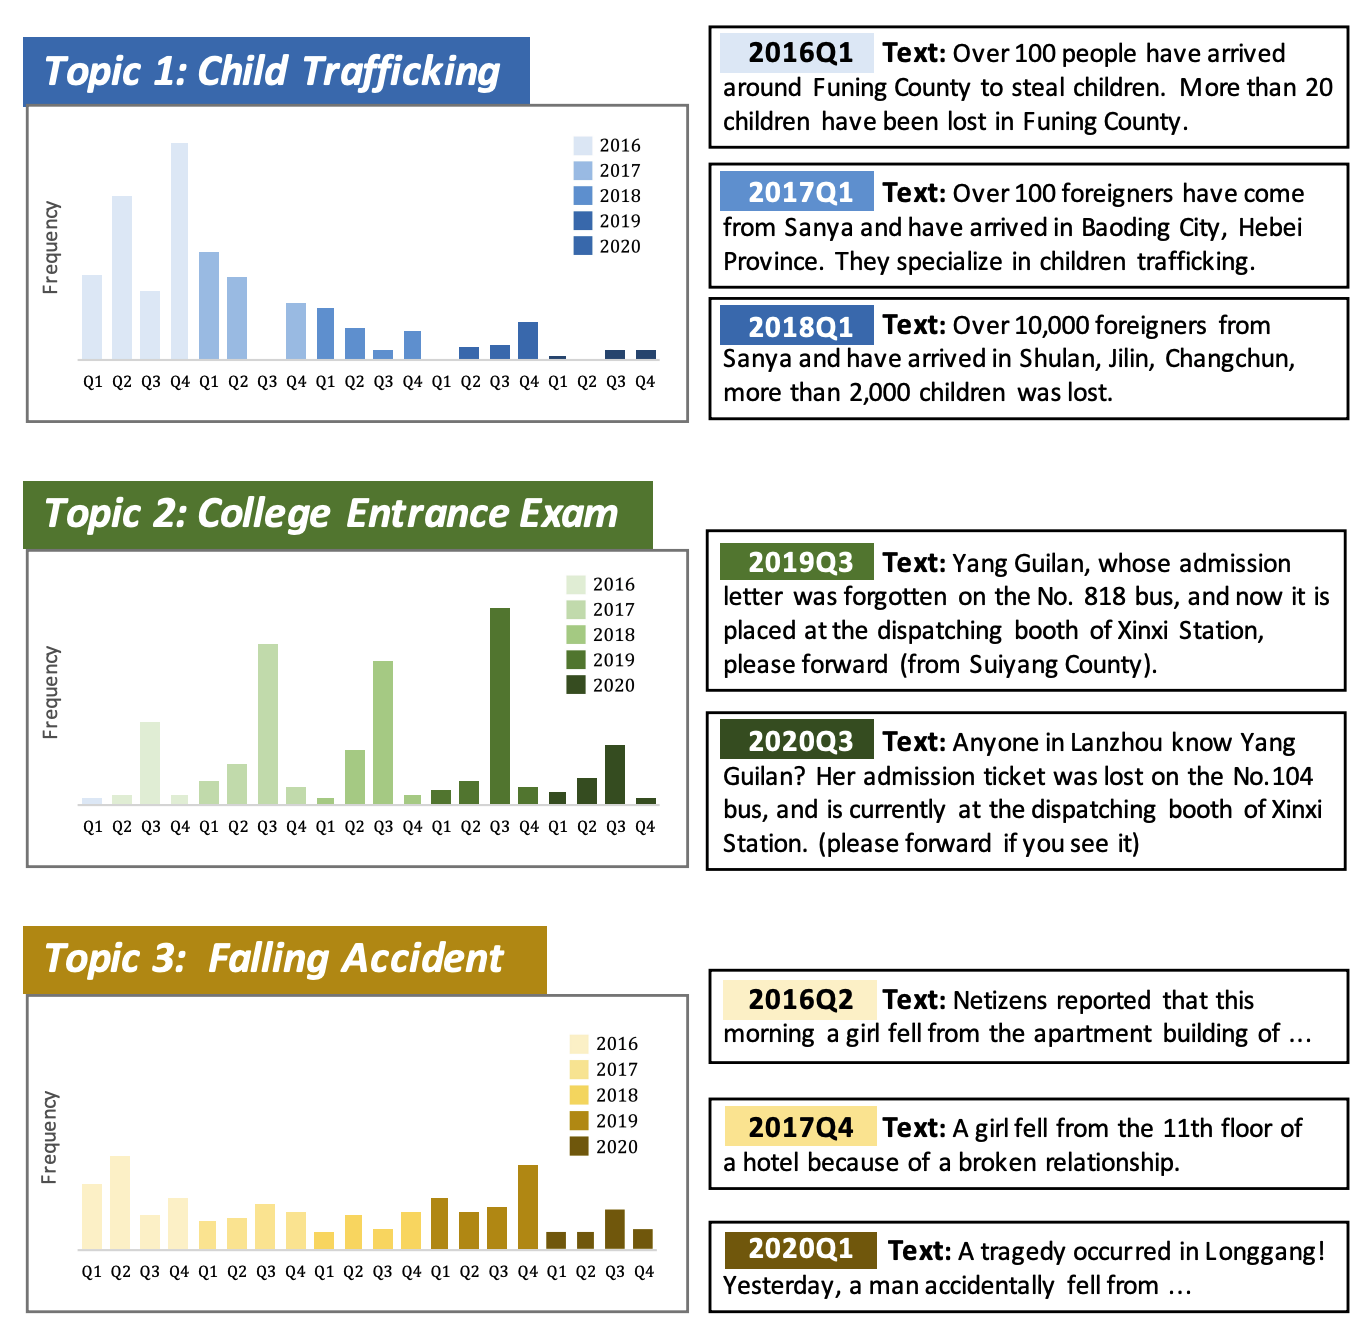 Topic 1: Child Trafficking
Frequency
2016
2017
2018
2019
2020
Q1 Q2 Q3 Q4 Q1 Q2 Q3 Q4 Q1 Q2 Q3 Q4 Q1 Q2 Q3 Q4 Q1 Q2 Q3 Q4
2016Q1 Text: Over 100 people have arrived
around Funing County to steal children. More than 20
children have been lost in Funing County.
2017Q1 Text: Over 100 foreigners have come
from Sanya and have arrived in Baoding City, Hebei
Province. They specialize in children trafficking.
2018Q1 Text: Over 10,000 foreigners from
Sanya and have arrived in Shulan, Jilin, Changchun,
more than 2,000 children was lost.
Topic 2: College Entrance Exam
Frequency
2016
2017
2018
2019
2020
Q1 Q2 Q3 Q4 Q1 Q2 Q3 Q4 Q1 Q2 Q3 Q4 Q1 Q2 Q3 Q4 Q1 Q2 Q3 Q4
2019Q3 Text: Yang Guilan, whose admission
letter was forgotten on the No. 818 bus, and now it is
placed at the dispatching booth of Xinxi Station,
please forward (from Suiyang County).
2020Q3 Text: Anyone in Lanzhou know Yang
Guilan? Her admission ticket was lost on the No.104
bus, and is currently at the dispatching booth of Xinxi
Station. (please forward if you see it)
Topic 3: Falling Accident
Frequency
2016
2017
2018
2019
2020
Q1 Q2 Q3 Q4 Q1 Q2 Q3 Q4 Q1 Q2 Q3 Q4 Q1 Q2 Q3 Q4 Q1 Q2 Q3 Q4
2016Q2 Text: Netizens reported that this
morning a girl fell from the apartment building of ...
2017Q4 Text: A girl fell from the 11th floor of
a hotel because of a broken relationship.
2020Q1 Text: A tragedy occurred in Longgang!
Yesterday, a man accidentally fell from ...